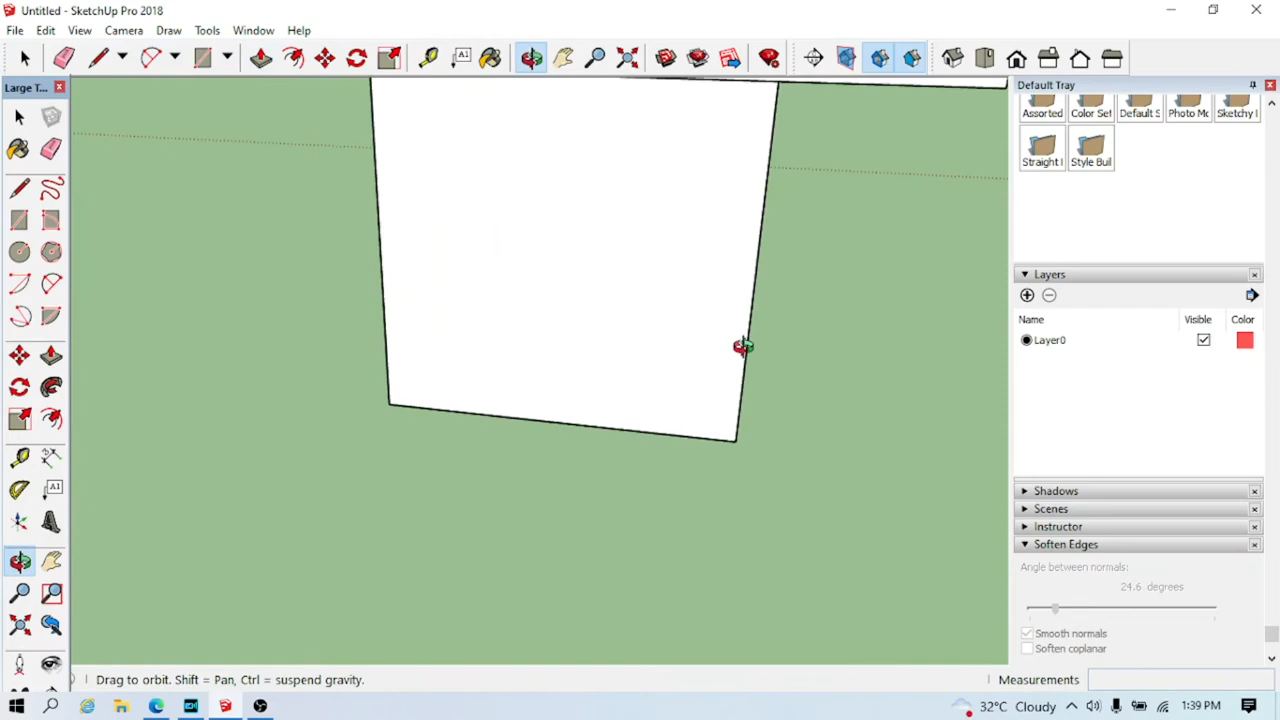 Untitled - SketchUp Pro 2018
File Edit View Camera Draw Tools Window Help
A1
Large T...
Default Tray
Assorted Color Set Default S Photo Mo Sketchy I
Straight I Style Buil
Layers
Name Visible Color
Layer0
A1
Shadows
Scenes
Instructor
Soften Edges
Angle between normals:
24.6 degrees
Smooth normals
Soften coplanar
Drag to orbit. Shift = Pan, Ctrl = suspend gravity.
Measurements
32°C Cloudy 1:39 PM